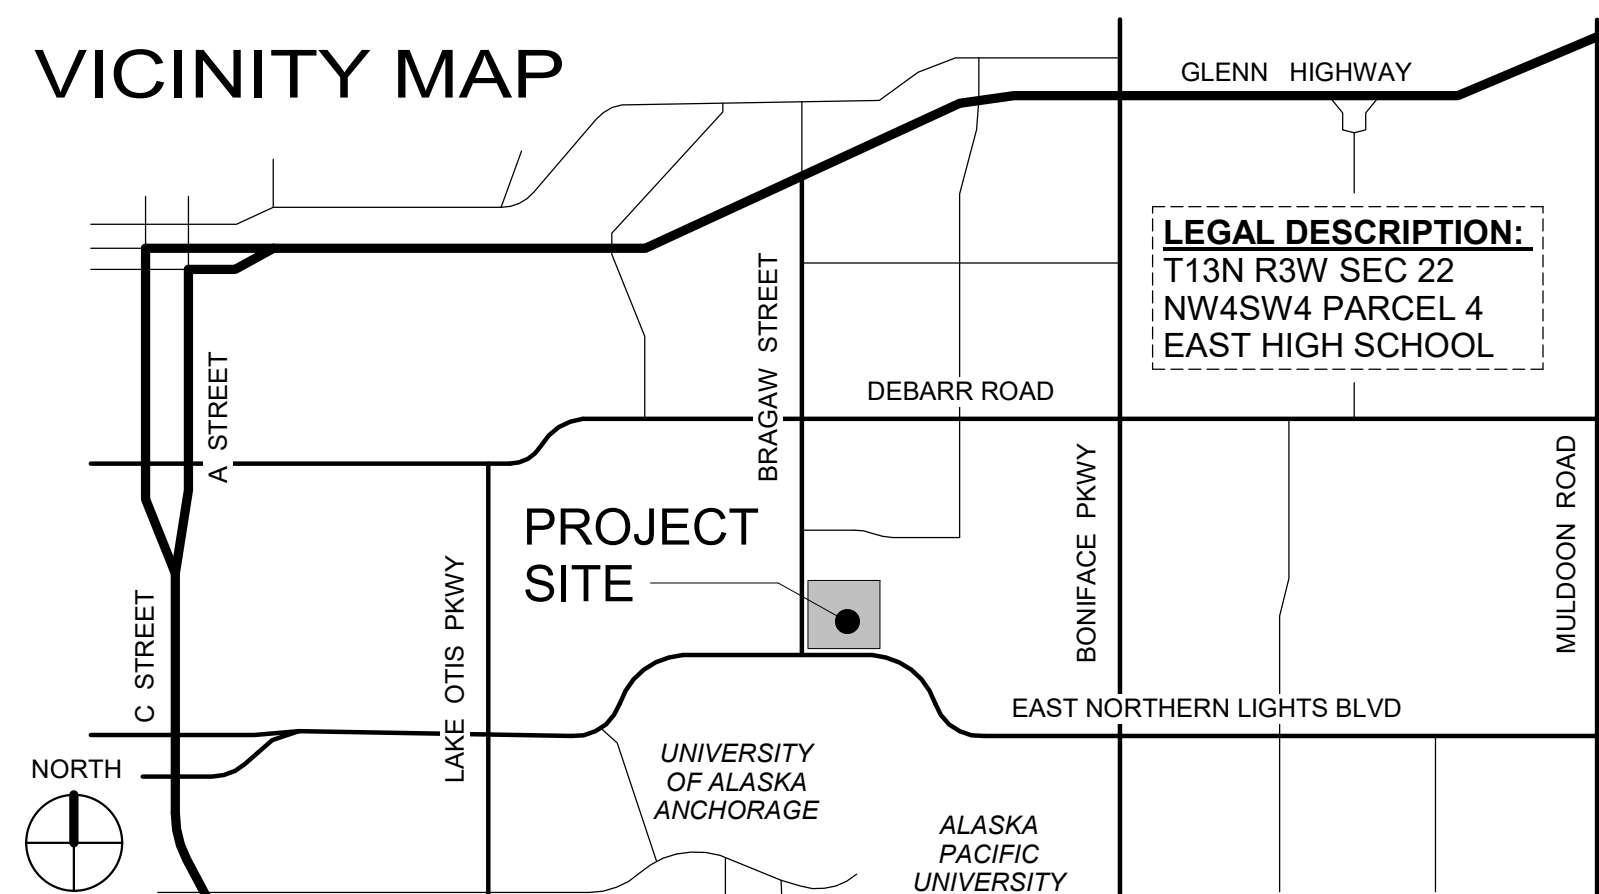 VICINITY MAP
GLENN HIGHWAY
LEGAL DESCRIPTION:
T13N R3W SEC 22
NW4SW4 PARCEL 4
EAST HIGH SCHOOL
BRAGAW STREET
A STREET
DEBARR ROAD
PROJECT
SITE
BONIFACE PKWY
MULDOON ROAD
LAKE OTIS PKWY
C STREET
EAST NORTHERN LIGHTS BLVD
NORTH
UNIVERSITY
OF ALASKA
ANCHORAGE
ALASKA
PACIFIC
UNIVERSITY